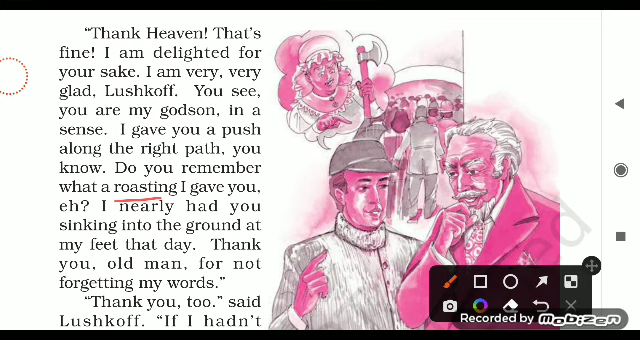 “Thank Heaven! That’s
fine! I am delighted for
your sake. I am very, very
glad, Lushkoff. You see,
you are my godson, in a
sense. I gave you a push
along the right path, you
know. Do you remember
what a roasting I gave you,
eh? I nearly had you
sinking into the ground at
my feet that day. Thank
you, old man, for not
forgetting my words.”
“Thank you, too.” said
Lushkoff. “If I hadn’t
Recorded by mobizen